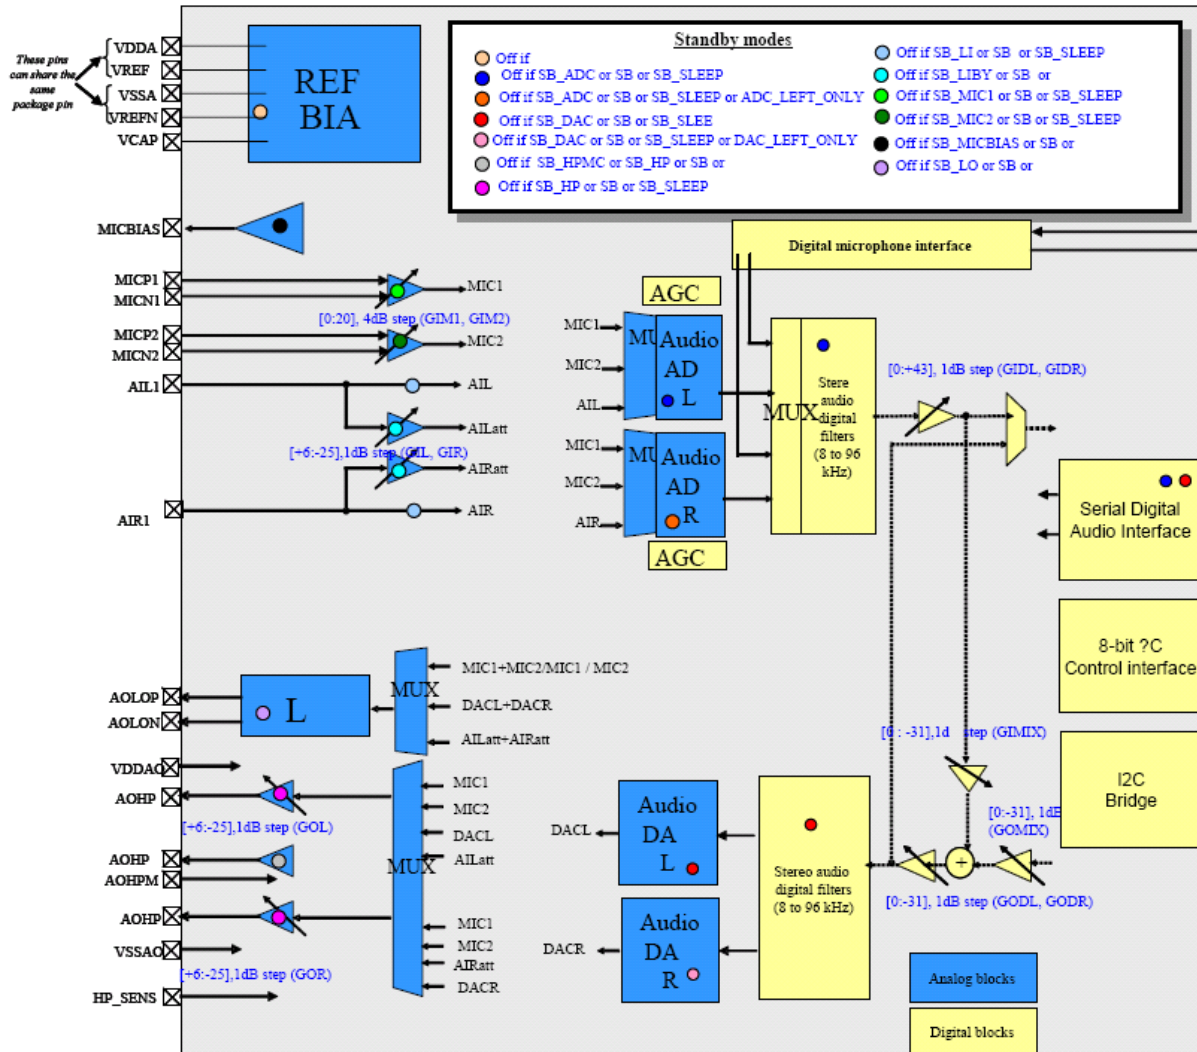 Standby modes
Off if
Off if SB_ADC or SB or SB_SLEEP
Off if SB_ADC or SB or SB_SLEEP or ADC_LEFT_ONLY
Off if SB_DAC or SB or SB_SLEE
Off if SB_DAC or SB or SB_SLEEP or DAC_LEFT_ONLY
Off if SB_HPMC or SB_HP or SB or
Off if SB_HP or SB or SB_SLEEP
Off if SB_LI or SB or SB_SLEEP
Off if SB_LIBY or SB or
Off if SB_MIC1 or SB or SB_SLEEP
Off if SB_MIC2 or SB or SB_SLEEP
Off if SB_MICBIAS or SB or
Off if SB_LO or SB or
These pins
can share the
same
package pin
VDDA
VREF
VSSA
VREFN
VCAP
REF
BIA
MICBIAS
MICP1
MICN1
MIC1
[0:20], 4dB step (GIM1, GIM2)
MICP2
MICN2
MIC2
AIL1
AIL
AILatt
[+6:-25],1dB step (GIL, GIR)
AIRatt
AIR1
AIR
Digital microphone interface
AGC
MIC1
MIC2
AIL
MU
Audio
AD
L
MIC1
MIC2
AIR
MU
Audio
AD
R
AGC
MUX
Stere
audio
digital
filters
(8 to 96
kHz)
[0:+43], 1dB step (GIDL, GIDR)
Serial Digital
Audio Interface
8-bit ?C
Control interface
I2C
Bridge
AOLOP
AOLON
L
MUX
MIC1+MIC2/MIC1 / MIC2
DACL+DACR
AILatt+AIRatt
VDDAO
AOHP
[+6:-25],1dB step (GOL)
AOHP
AOHPM
AOHP
VSSAO
[+6:-25],1dB step (GOR)
HP_SENS
MUX
MIC1
MIC2
DACL
AILatt
MIC1
MIC2
AIRatt
DACR
DACL
Audio
DA
L
DACR
Audio
DA
R
Stereo audio
digital filters
(8 to 96 kHz)
[0 : -31],1d step (GIMIX)
[0:-31], 1dB
(GOMIX)
+
[0:-31], 1dB step (GODL, GODR)
Analog blocks
Digital blocks